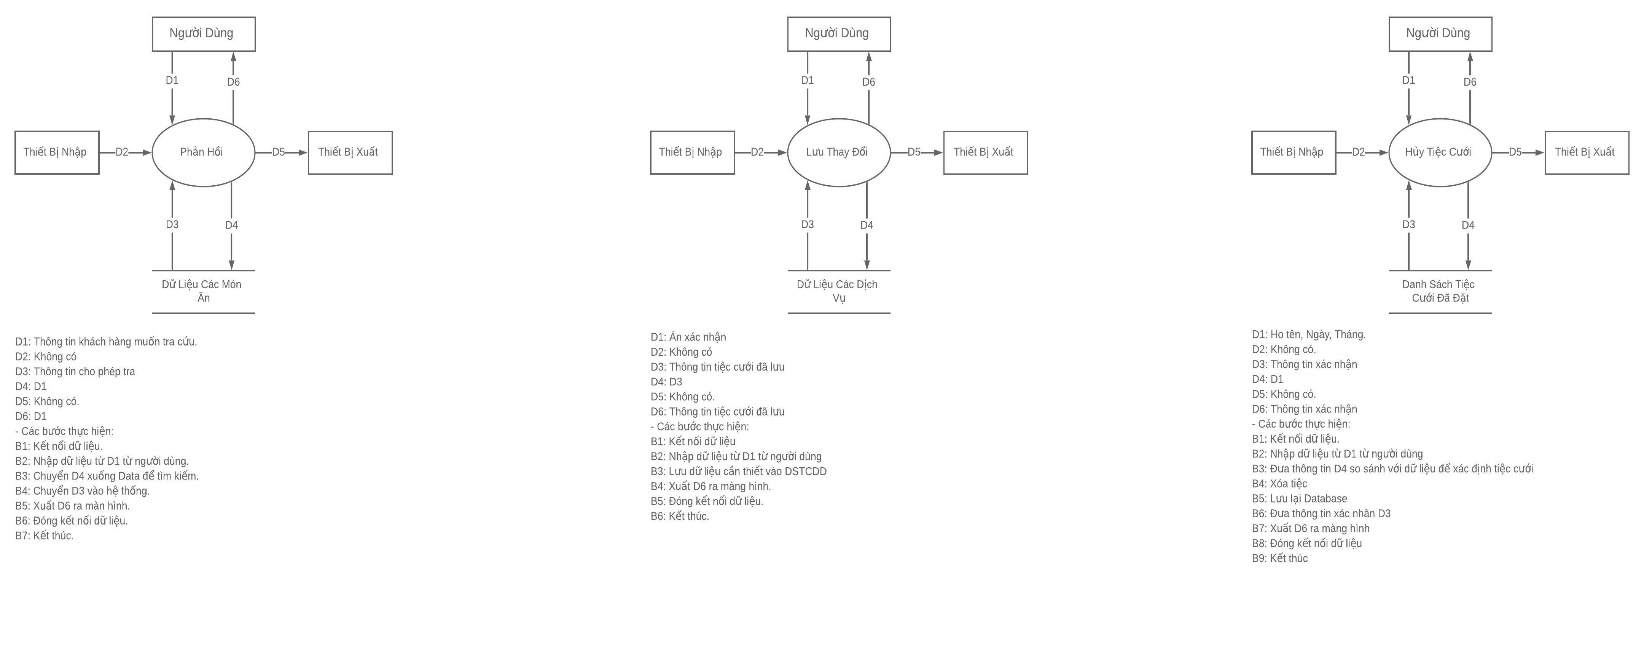 Người Dùng
D1
D6
Thiết Bị Nhập
D2
Phản Hồi
D5
Thiết Bị Xuất
D3
D4
Dữ Liệu Các Món
Ăn
D1: Thông tin khách hàng muốn tra cứu.
D2: Không có
D3: Thông tin cho phép tra
D4: D1
D5: Không có.
D6: D1
- Các bước thực hiện:
B1: Kết nối dữ liệu.
B2: Nhập dữ liệu từ D1 từ người dùng.
B3: Chuyển D4 xuống Data để tìm kiếm.
B4: Chuyển D3 vào hệ thống.
B5: Xuất D6 ra màn hình.
B6: Đóng kết nối dữ liệu.
B7: Kết thúc.
Người Dùng
D1
D6
Thiết Bị Nhập
D2
Lưu Thay Đổi
D5
Thiết Bị Xuất
D3
D4
Dữ Liệu Các Dịch
Vụ
D1: Ấn xác nhận
D2: Không có
D3: Thông tin tiệc cưới đã lưu
D4: D3
D5: Không có.
D6: Thông tin tiệc cưới đã lưu
- Các bước thực hiện:
B1: Kết nối dữ liệu
B2: Nhập dữ liệu từ D1 từ người dùng
B3: Lưu dữ liệu cần thiết vào DSTCDD
B4: Xuất D6 ra màng hình.
B5: Đóng kết nối dữ liệu.
B6: Kết thúc.
Người Dùng
D1
D6
Thiết Bị Nhập
D2
Hủy Tiệc Cưới
D5
Thiết Bị Xuất
D3
D4
Danh Sách Tiệc
Cưới Đã Đặt
D1: Ho tên, Ngày, Tháng.
D2: Không có.
D3: Thông tin xác nhận
D4: D1
D5: Không có.
D6: Thông tin xác nhận
- Các bước thực hiện:
B1: Kết nối dữ liệu.
B2: Nhập dữ liệu từ D1 từ người dùng
B3: Đưa thông tin D4 so sánh với dữ liệu để xác định tiệc cưới
B4: Xóa tiệc
B5: Lưu lại Database
B6: Đưa thông tin xác nhân D3
B7: Xuất D6 ra màng hình
B8: Đóng kết nối dữ liệu
B9: Kết thúc